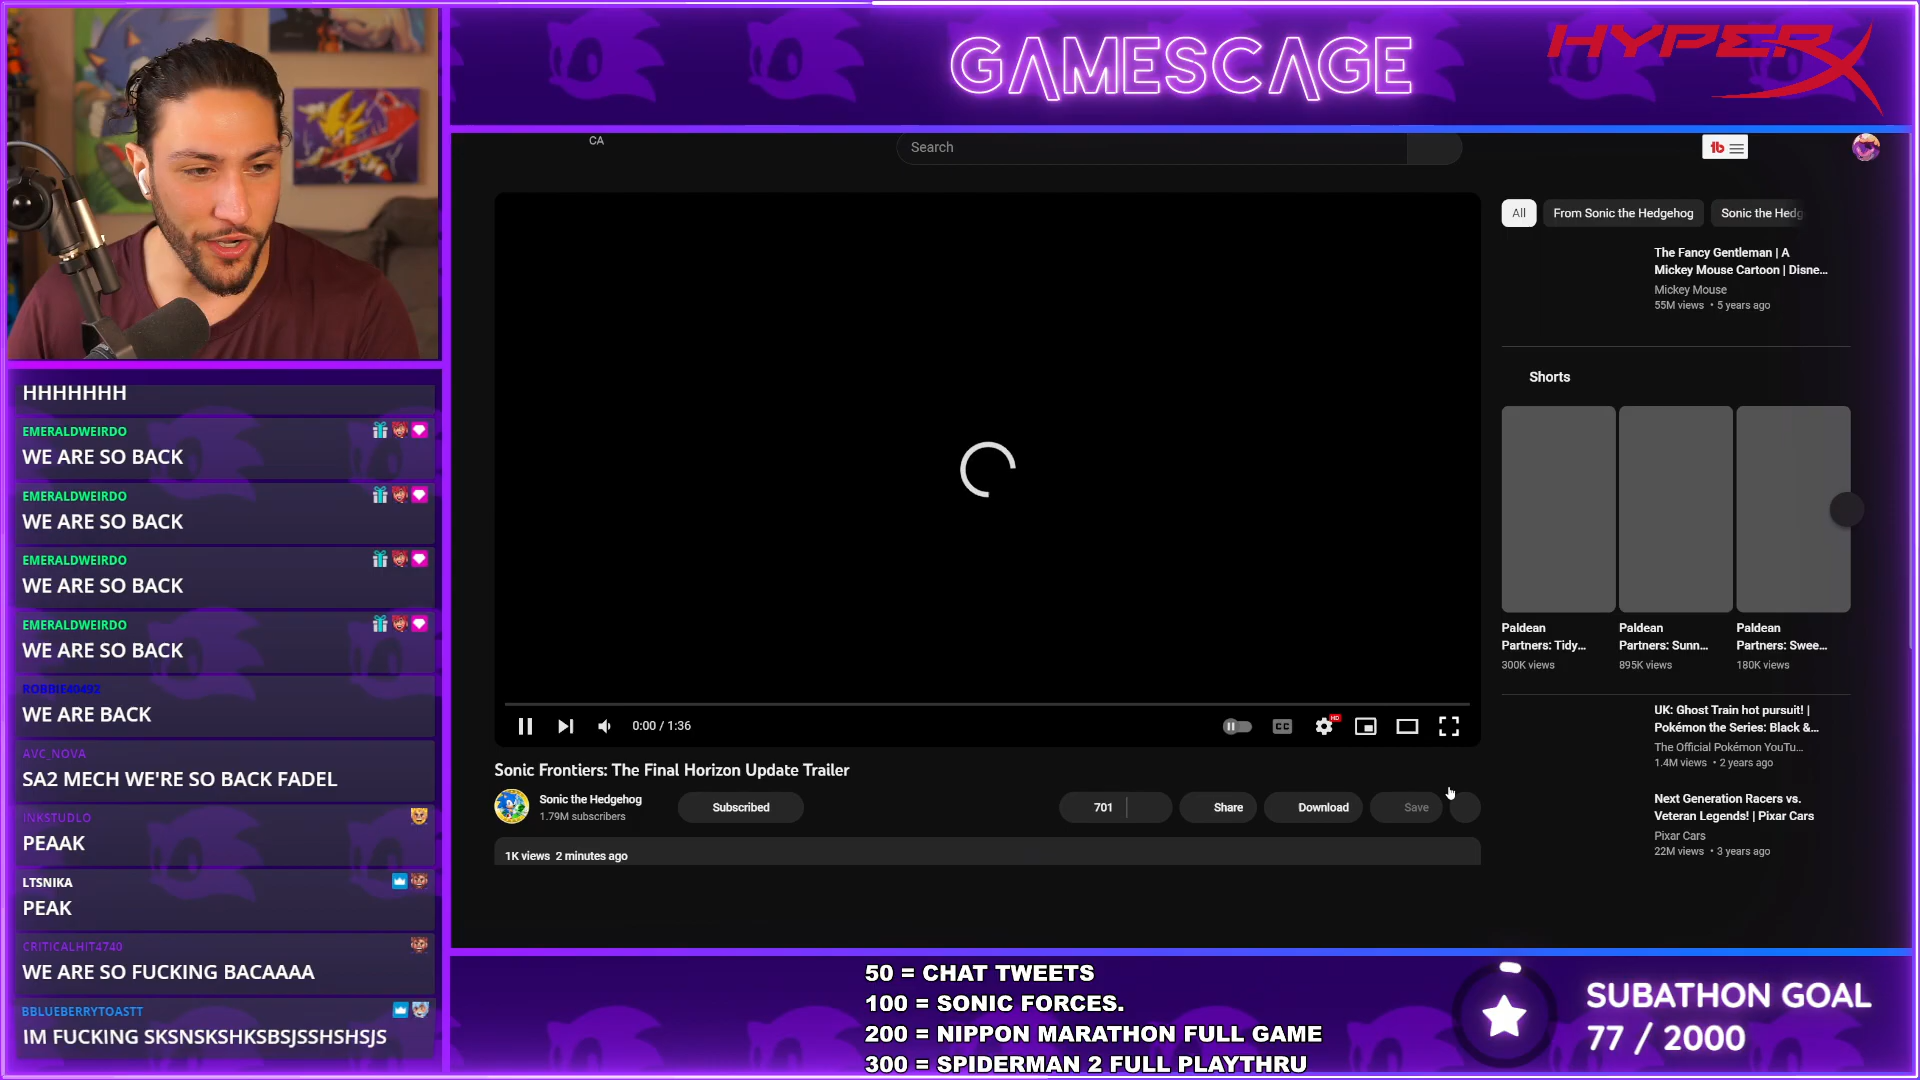 GAMESCAGE
HYPERX
CA
Search
All
From Sonic the Hedgehog
Sonic the Hedg
The Fancy Gentleman | A
Mickey Mouse Cartoon | Disne...
Mickey Mouse
55M views • 5 years ago
Shorts
Paldean
Partners: Tidy...
300K views
Paldean
Partners: Sunn...
895K views
Paldean
Partners: Swee...
180K views
UK: Ghost Train hot pursuit! |
Pokémon the Series: Black &...
The Official Pokémon YouTu...
1.4M views • 2 years ago
Next Generation Racers vs.
Veteran Legends! | Pixar Cars
Pixar Cars
22M views • 3 years ago
CC
HD
0:00 / 1:36
Sonic Frontiers: The Final Horizon Update Trailer
Sonic the Hedgehog
1.79M subscribers
Subscribed
701
Share
Download
Save
1K views 2 minutes ago
HHHHHHH
EMERALDWEIRDO
WE ARE SO BACK
EMERALDWEIRDO
WE ARE SO BACK
EMERALDWEIRDO
WE ARE SO BACK
EMERALDWEIRDO
WE ARE SO BACK
ROBBIE40492
WE ARE BACK
AVC_NOVA
SA2 MECH WE'RE SO BACK FADEL
INKSTUDLO
PEAAK
LTSNIKA
PEAK
CRITICALHIT4740
WE ARE SO FUCKING BACAAAA
BBLUEBERRYTOASTT
IM FUCKING SKSNSKSHKSBSJSSHSHSJS
50 = CHAT TWEETS
100 = SONIC FORCES.
200 = NIPPON MARATHON FULL GAME
300 = SPIDERMAN 2 FULL PLAYTHRU
SUBATHON GOAL
77 / 2000